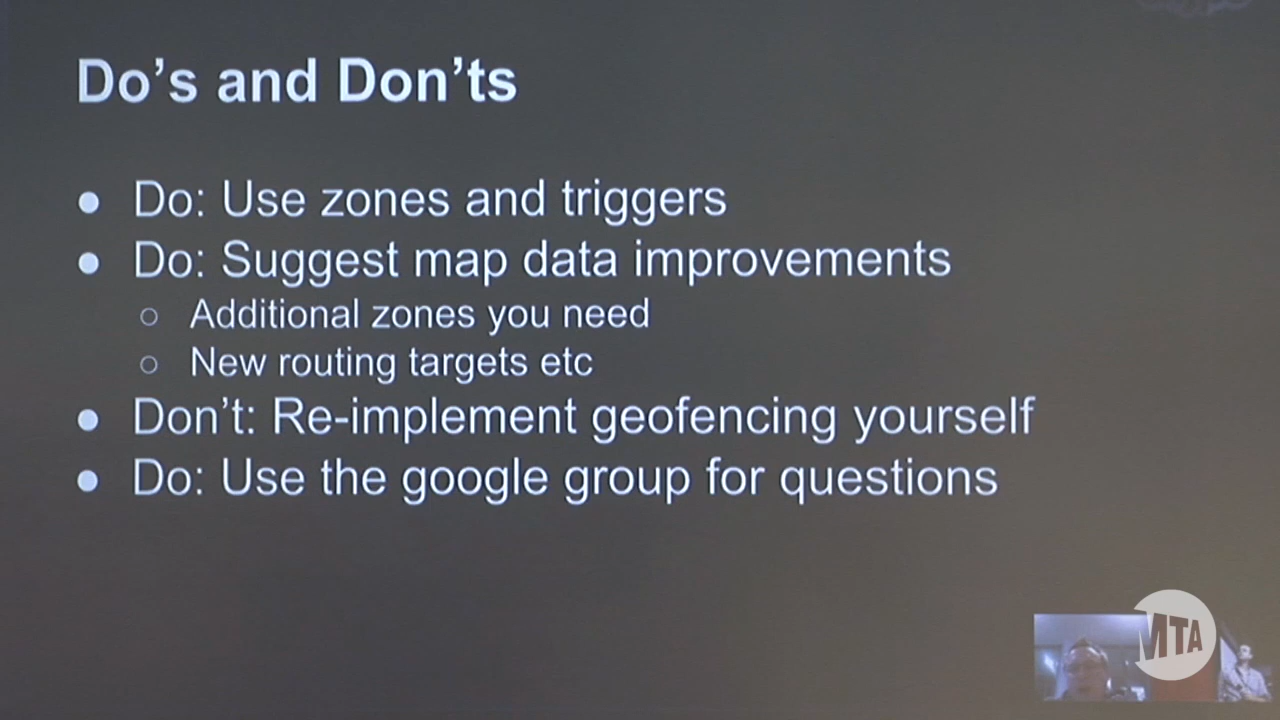 Do’s and Don’ts
● Do: Use zones and triggers
● Do: Suggest map data improvements
○ Additional zones you need
○ New routing targets etc
● Don’t: Re-implement geofencing yourself
● Do: Use the google group for questions
MTA